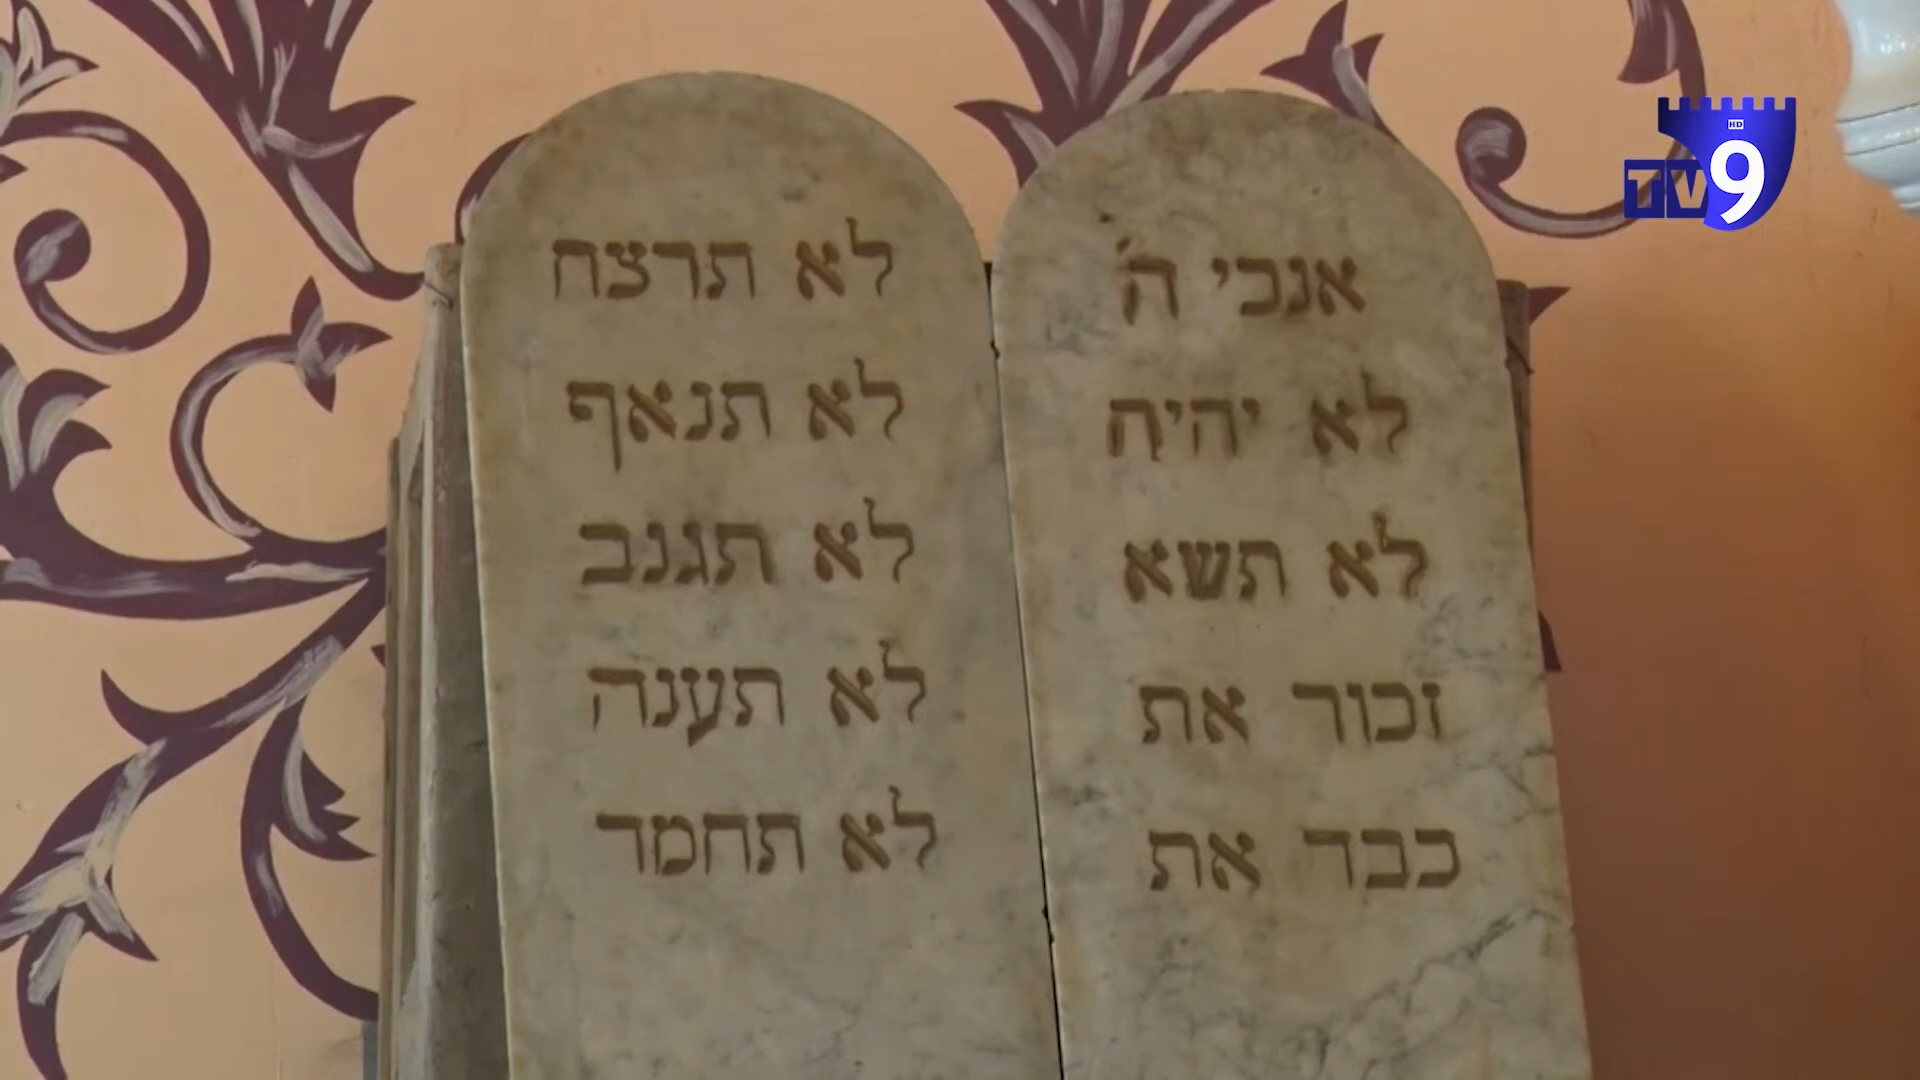 אנכי ה'
לא יהיה
לא תשא
זכור את
כבד את
לא תרצח
לא תנאף
לא תגנב
לא תענה
לא תחמד
HD
TV9